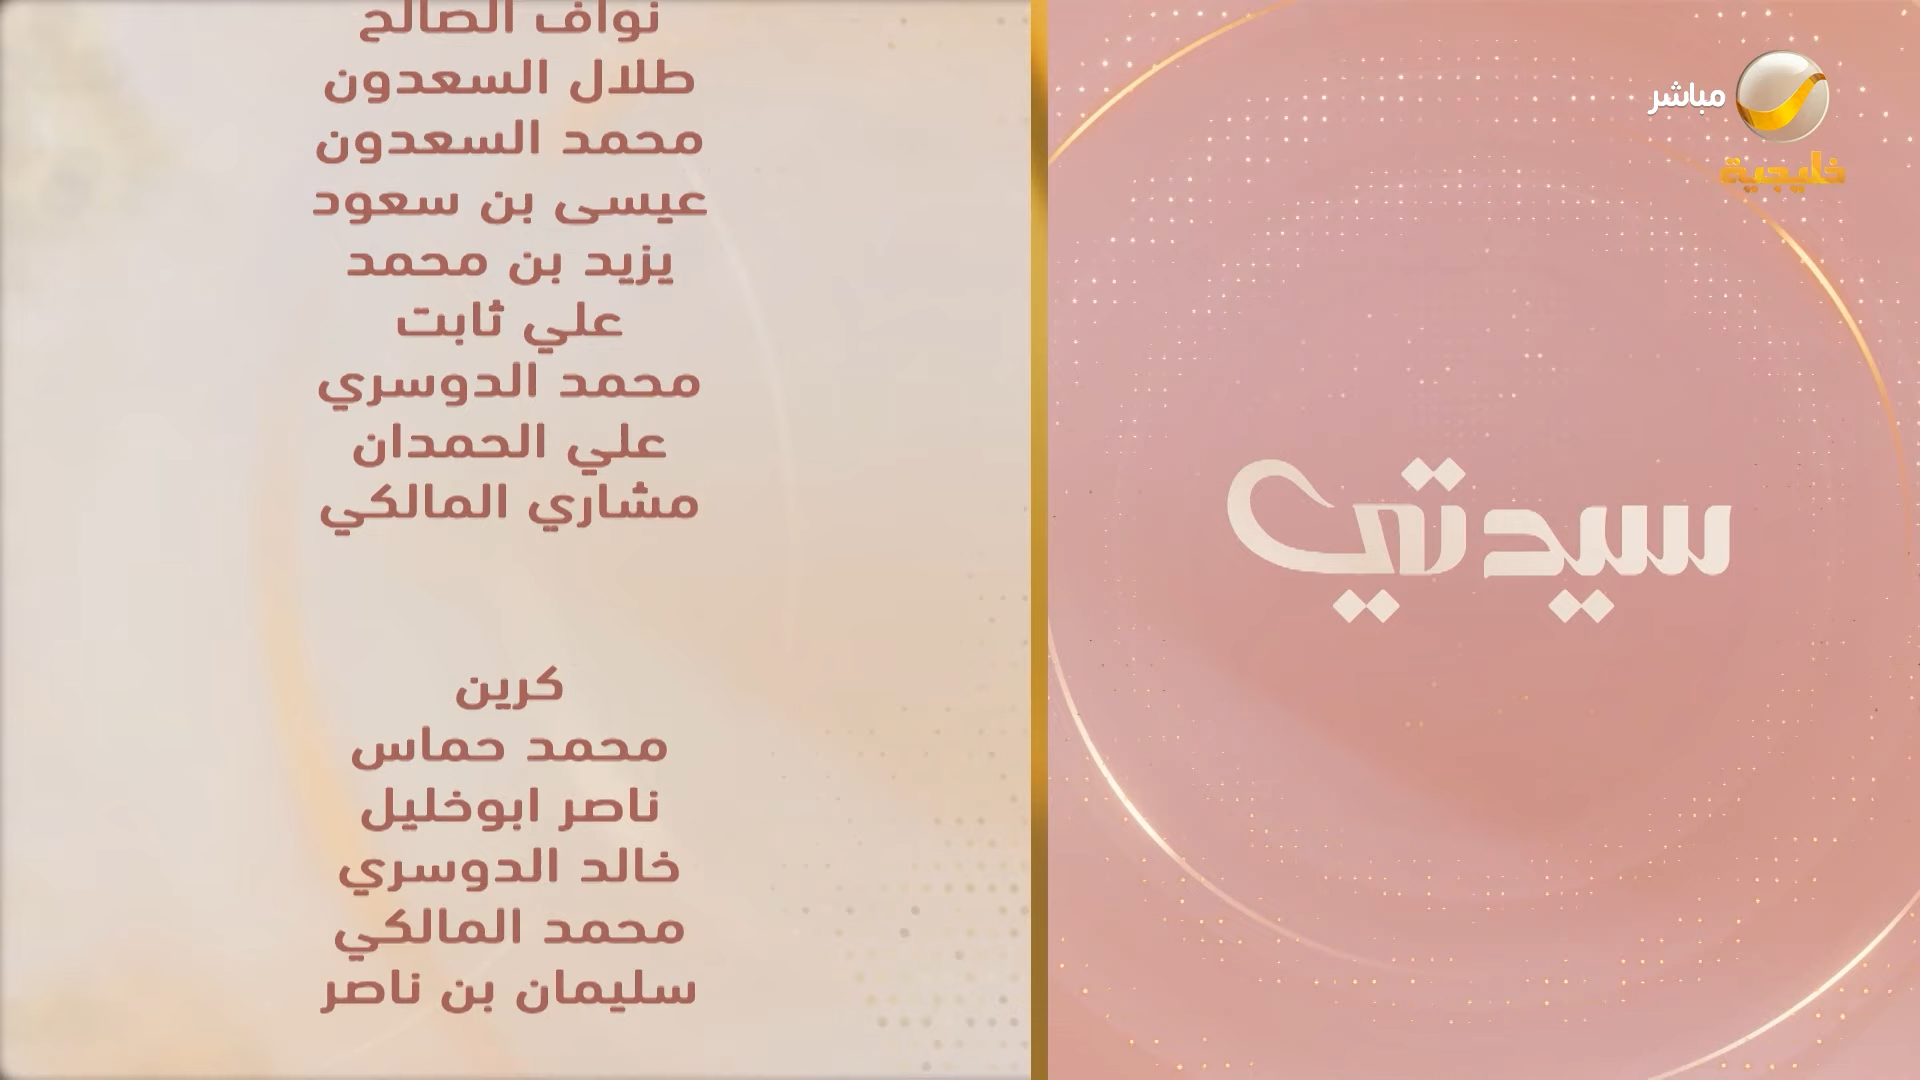 نواف الصالح
طلال السعدون
محمد السعدون
عيسى بن سعود
يزيد بن محمد
علي ثابت
محمد الدوسري
علي الحمدان
مشاري المالكي
كرين
محمد حماس
ناصر ابوخليل
خالد الدوسري
محمد المالكي
سليمان بن ناصر
مباشر
خليجية
سيدتي